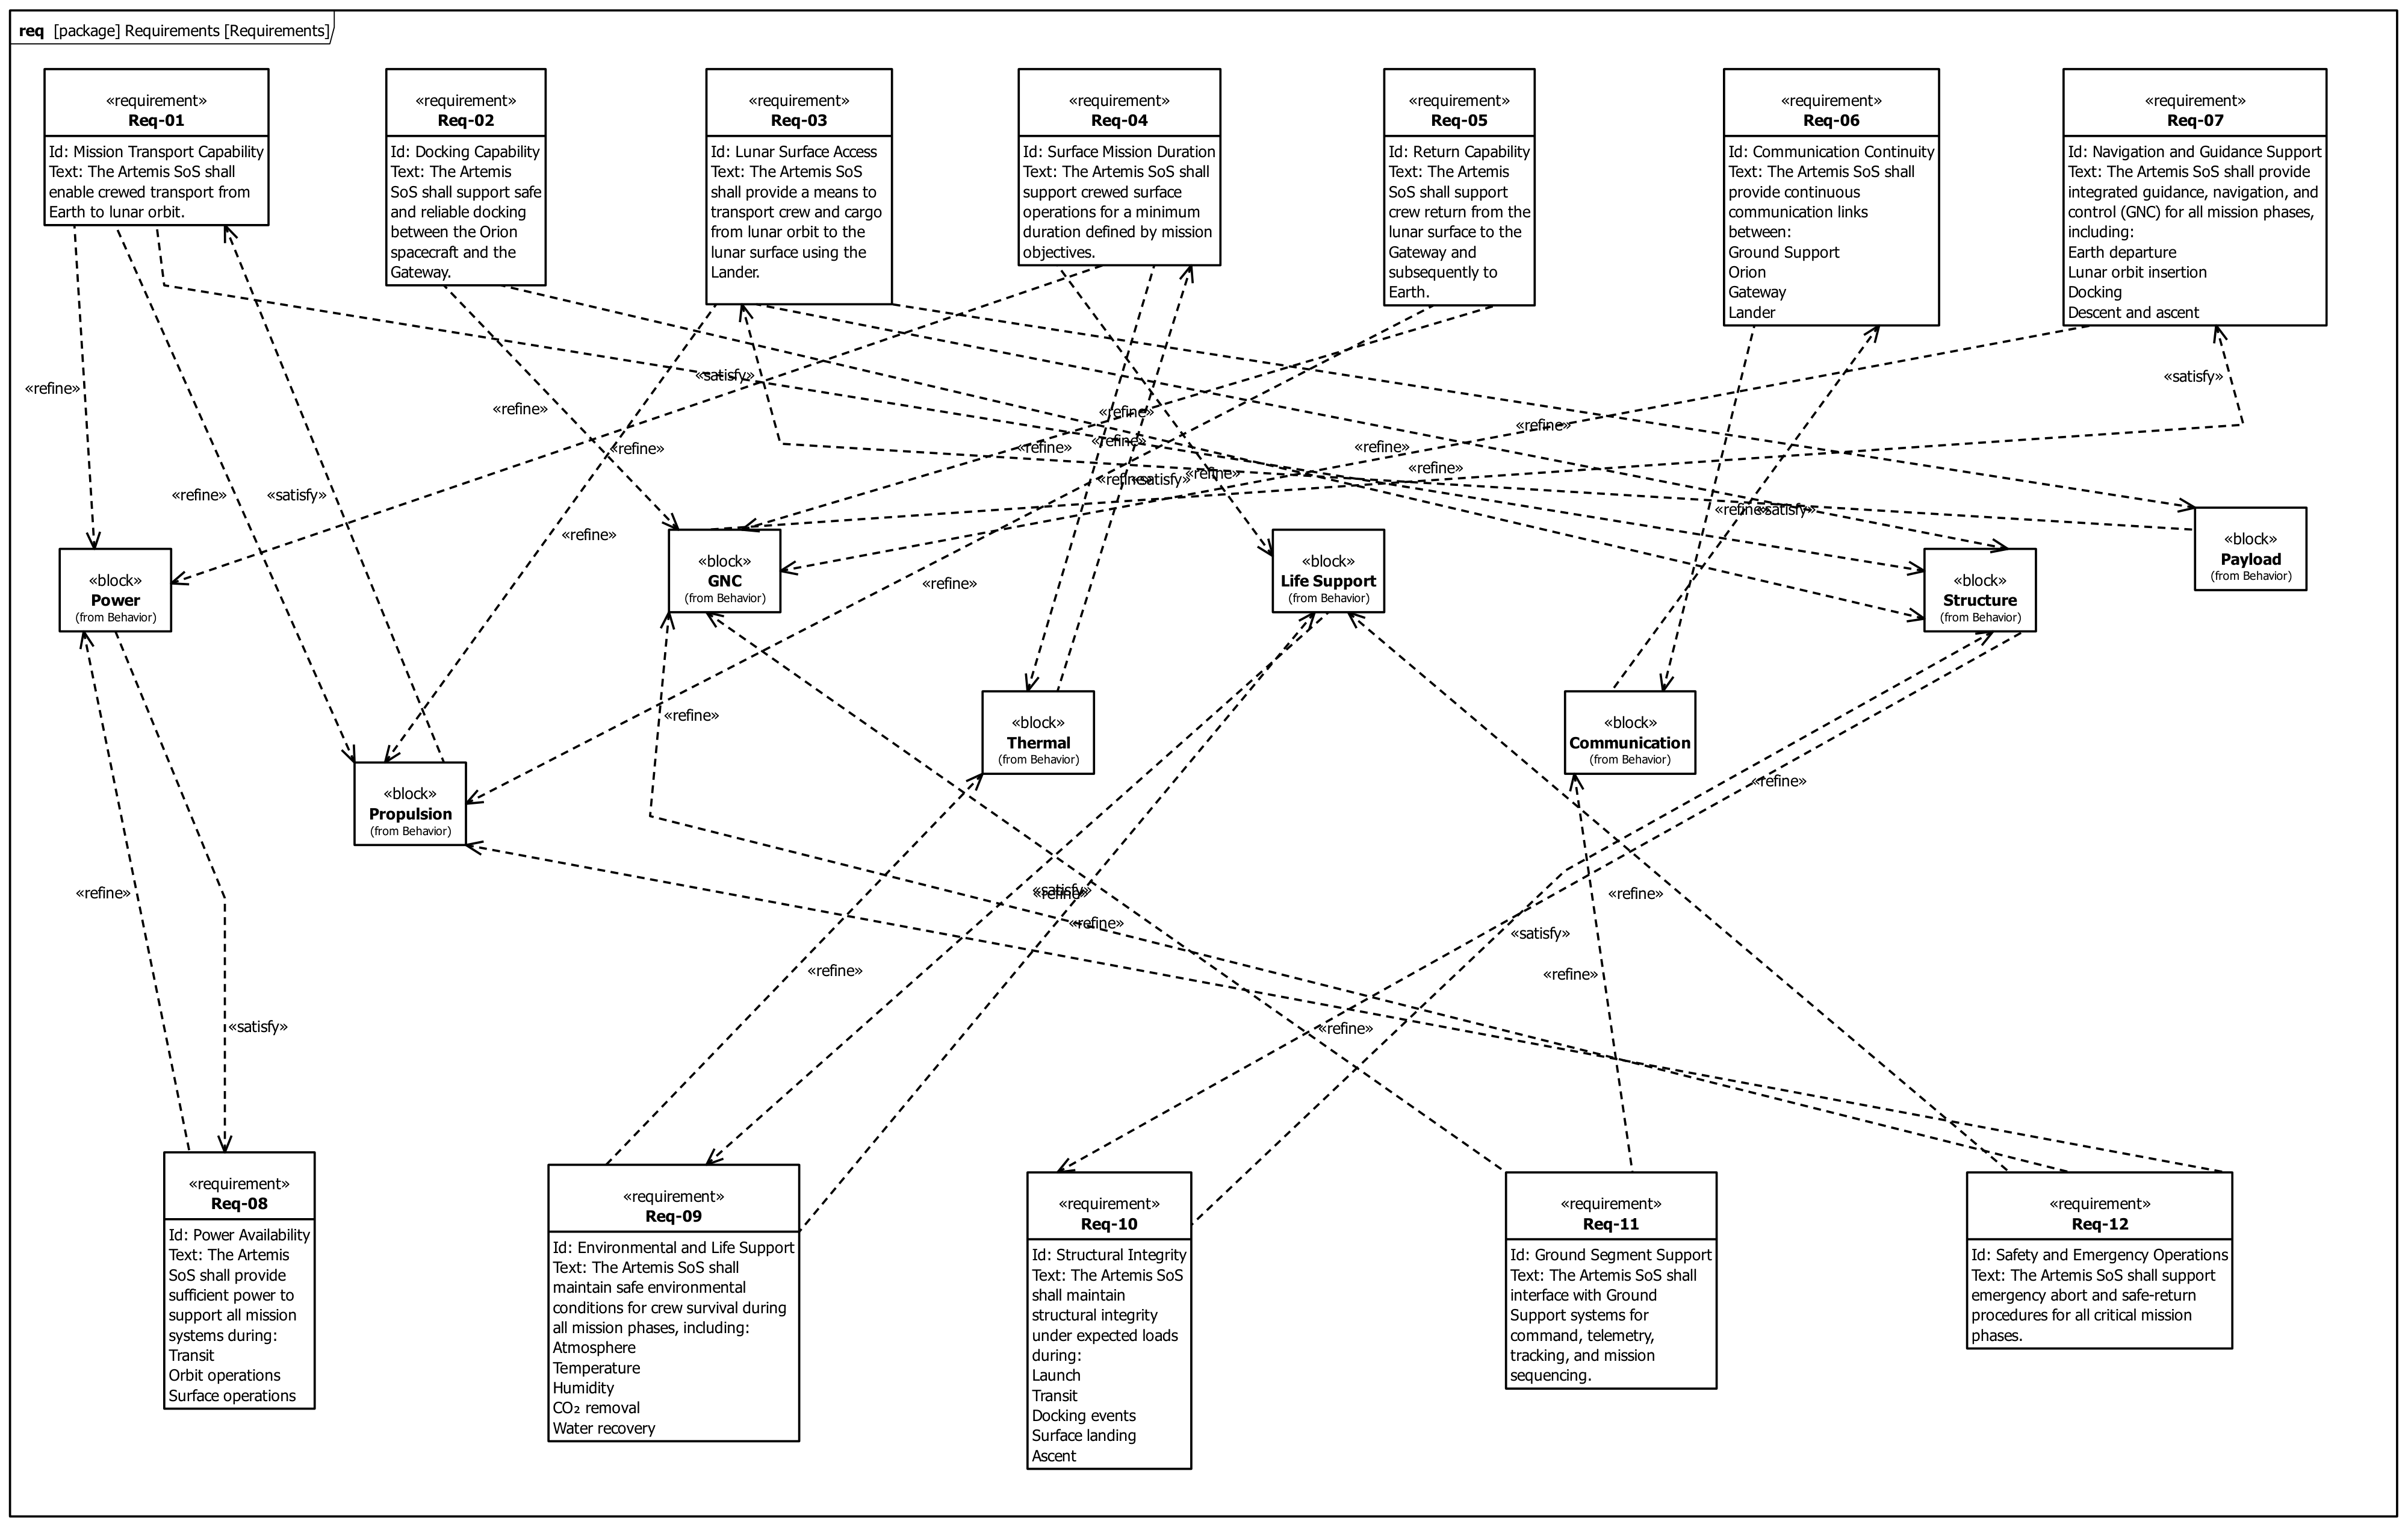 req [package] Requirements [Requirements]
«requirement»
Req-01
Id: Mission Transport Capability
Text: The Artemis SoS shall
enable crewed transport from
Earth to lunar orbit.
«requirement»
Req-02
Id: Docking Capability
Text: The Artemis
SoS shall support safe
and reliable docking
between the Orion
spacecraft and the
Gateway.
«requirement»
Req-03
Id: Lunar Surface Access
Text: The Artemis SoS
shall provide a means to
transport crew and cargo
from lunar orbit to the
lunar surface using the
Lander.
«requirement»
Req-04
Id: Surface Mission Duration
Text: The Artemis SoS shall
support crewed surface
operations for a minimum
duration defined by mission
objectives.
«requirement»
Req-05
Id: Return Capability
Text: The Artemis
SoS shall support
crew return from the
lunar surface to the
Gateway and
subsequently to
Earth.
«requirement»
Req-06
Id: Communication Continuity
Text: The Artemis SoS shall
provide continuous
communication links
between:
Ground Support
Orion
Gateway
Lander
«requirement»
Req-07
Id: Navigation and Guidance Support
Text: The Artemis SoS shall provide
integrated guidance, navigation, and
control (GNC) for all mission phases,
including:
Earth departure
Lunar orbit insertion
Docking
Descent and ascent
«satisfy»
«satisfy»
«refine»
«refine»
«refine»
«refine»
«refine»
«refine»
«refine»
«refine»
«refine»
«refine»
«refine»
«satisfy»
«refine»
«refine»
«satisfy»
«refine»
«satisfy»
«refine»
«block»
Payload
(from Behavior)
«block»
Power
(from Behavior)
«block»
GNC
(from Behavior)
«block»
Life Support
(from Behavior)
«block»
Structure
(from Behavior)
«refine»
«refine»
«block»
Thermal
(from Behavior)
«block»
Communication
(from Behavior)
«block»
Propulsion
(from Behavior)
«refine»
«refine»
«satisfy»
«refine»
«refine»
«refine»
«satisfy»
«refine»
«refine»
«satisfy»
«refine»
«requirement»
Req-08
Id: Power Availability
Text: The Artemis
SoS shall provide
sufficient power to
support all mission
systems during:
Transit
Orbit operations
Surface operations
«requirement»
Req-09
Id: Environmental and Life Support
Text: The Artemis SoS shall
maintain safe environmental
conditions for crew survival during
all mission phases, including:
Atmosphere
Temperature
Humidity
CO₂ removal
Water recovery
«requirement»
Req-10
Id: Structural Integrity
Text: The Artemis SoS
shall maintain
structural integrity
under expected loads
during:
Launch
Transit
Docking events
Surface landing
Ascent
«requirement»
Req-11
Id: Ground Segment Support
Text: The Artemis SoS shall
interface with Ground
Support systems for
command, telemetry,
tracking, and mission
sequencing.
«requirement»
Req-12
Id: Safety and Emergency Operations
Text: The Artemis SoS shall support
emergency abort and safe-return
procedures for all critical mission
phases.